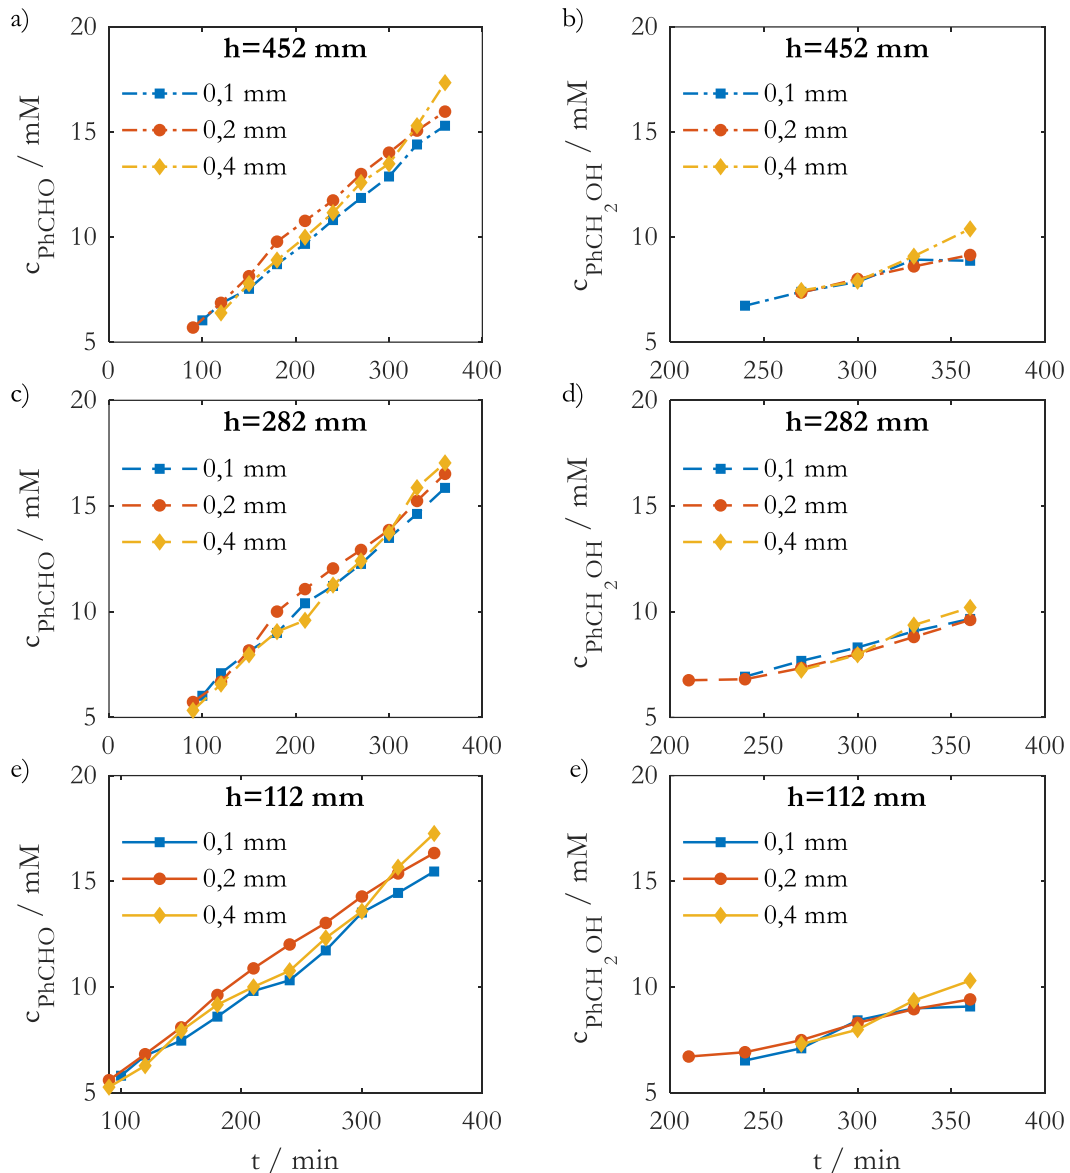 a)
h=452 mm
0,1 mm
0,2 mm
0,4 mm
20
15
10
5
0 100 200 300 400
c_PhCHO / mM
b)
h=452 mm
0,1 mm
0,2 mm
0,4 mm
20
15
10
5
200 250 300 350 400
c_PhCH_2OH / mM
c)
h=282 mm
0,1 mm
0,2 mm
0,4 mm
20
15
10
5
0 100 200 300 400
c_PhCHO / mM
d)
h=282 mm
0,1 mm
0,2 mm
0,4 mm
20
15
10
5
200 250 300 350 400
c_PhCH_2OH / mM
e)
h=112 mm
0,1 mm
0,2 mm
0,4 mm
20
15
10
5
100 200 300 400
c_PhCHO / mM
t / min
e)
h=112 mm
0,1 mm
0,2 mm
0,4 mm
20
15
10
5
200 250 300 350 400
c_PhCH_2OH / mM
t / min